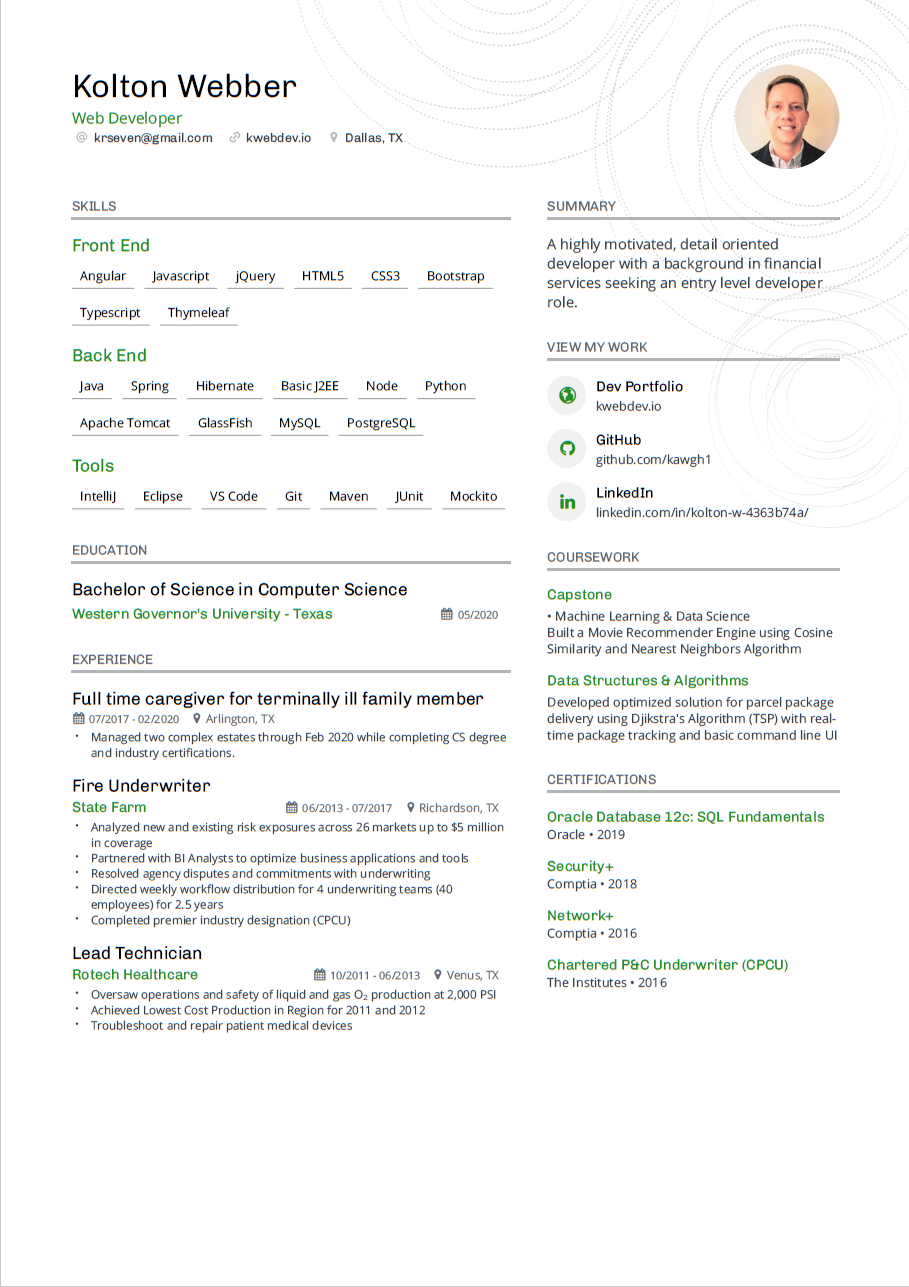 Kolton Webber
Web Developer
krseven@gmail.com kwebdev.io Dallas, TX
SKILLS
Front End
Angular Javascript jQuery HTML5 CSS3 Bootstrap
Typescript Thymeleaf
Back End
Java Spring Hibernate Basic J2EE Node Python
Apache Tomcat GlassFish MySQL PostgreSQL
Tools
IntelliJ Eclipse VS Code Git Maven JUnit Mockito
EDUCATION
Bachelor of Science in Computer Science
Western Governor's University - Texas 05/2020
EXPERIENCE
Full time caregiver for terminally ill family member
07/2017 - 02/2020 Arlington, TX
• Managed two complex estates through Feb 2020 while completing CS degree
and industry certifications.
Fire Underwriter
State Farm 06/2013 - 07/2017 Richardson, TX
• Analyzed new and existing risk exposures across 26 markets up to $5 million
in coverage
• Partnered with BI Analysts to optimize business applications and tools
• Resolved agency disputes and commitments with underwriting
• Directed weekly workflow distribution for 4 underwriting teams (40
employees) for 2.5 years
• Completed premier industry designation (CPCU)
Lead Technician
Rotech Healthcare 10/2011 - 06/2013 Venus, TX
• Oversaw operations and safety of liquid and gas O₂ production at 2,000 PSI
• Achieved Lowest Cost Production in Region for 2011 and 2012
• Troubleshoot and repair patient medical devices
SUMMARY
A highly motivated, detail oriented
developer with a background in financial
services seeking an entry level developer
role.
VIEW MY WORK
Dev Portfolio
kwebdev.io
GitHub
github.com/kawgh1
LinkedIn
linkedin.com/in/kolton-w-4363b74a/
COURSEWORK
Capstone
• Machine Learning & Data Science
Built a Movie Recommender Engine using Cosine
Similarity and Nearest Neighbors Algorithm
Data Structures & Algorithms
Developed optimized solution for parcel package
delivery using Djikstra's Algorithm (TSP) with real-
time package tracking and basic command line UI
CERTIFICATIONS
Oracle Database 12c: SQL Fundamentals
Oracle • 2019
Security+
Comptia • 2018
Network+
Comptia • 2016
Chartered P&C Underwriter (CPCU)
The Institutes • 2016